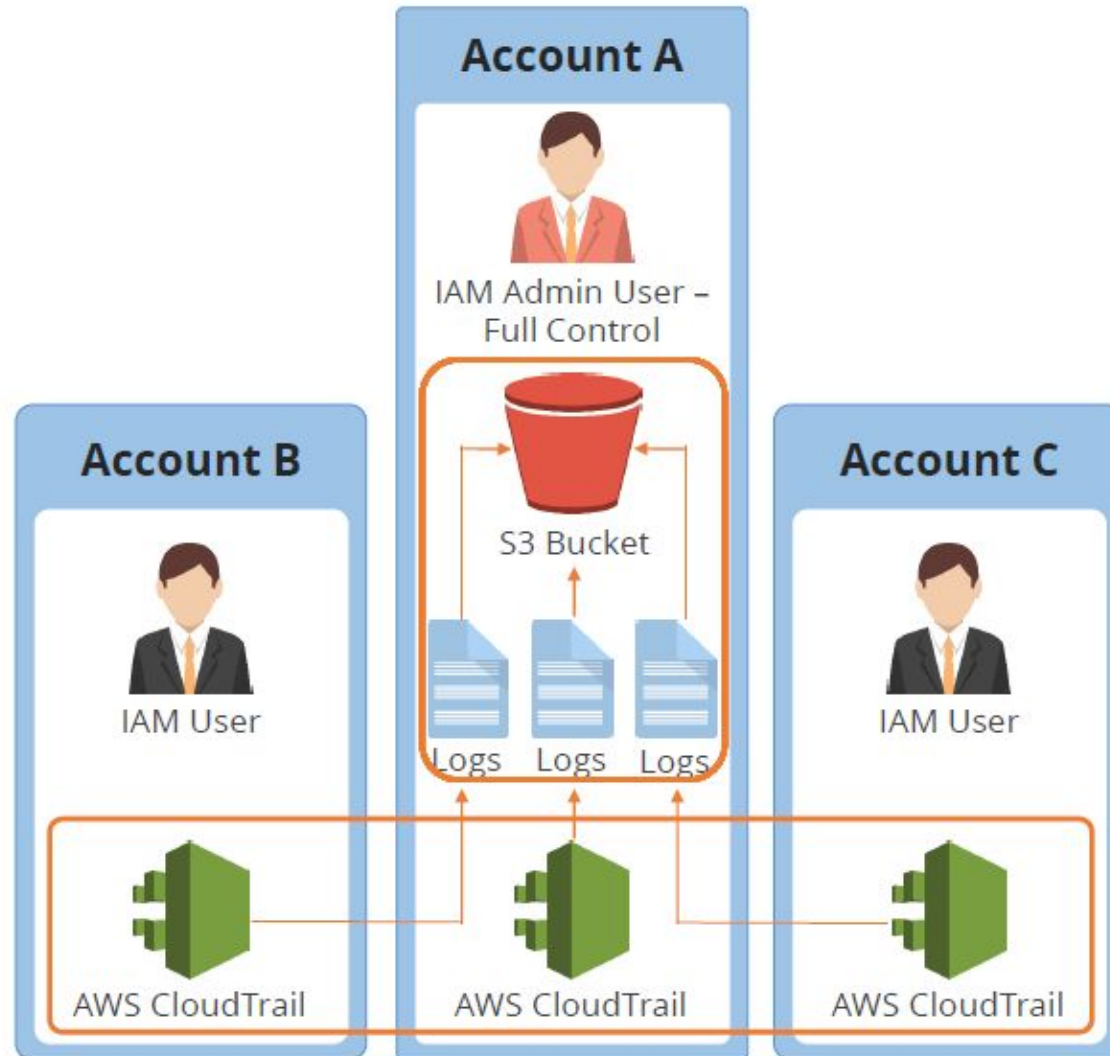 Account A
IAM Admin User –
Full Control
S3 Bucket
Logs
Logs
Logs
AWS CloudTrail
Account B
IAM User
AWS CloudTrail
Account C
IAM User
AWS CloudTrail